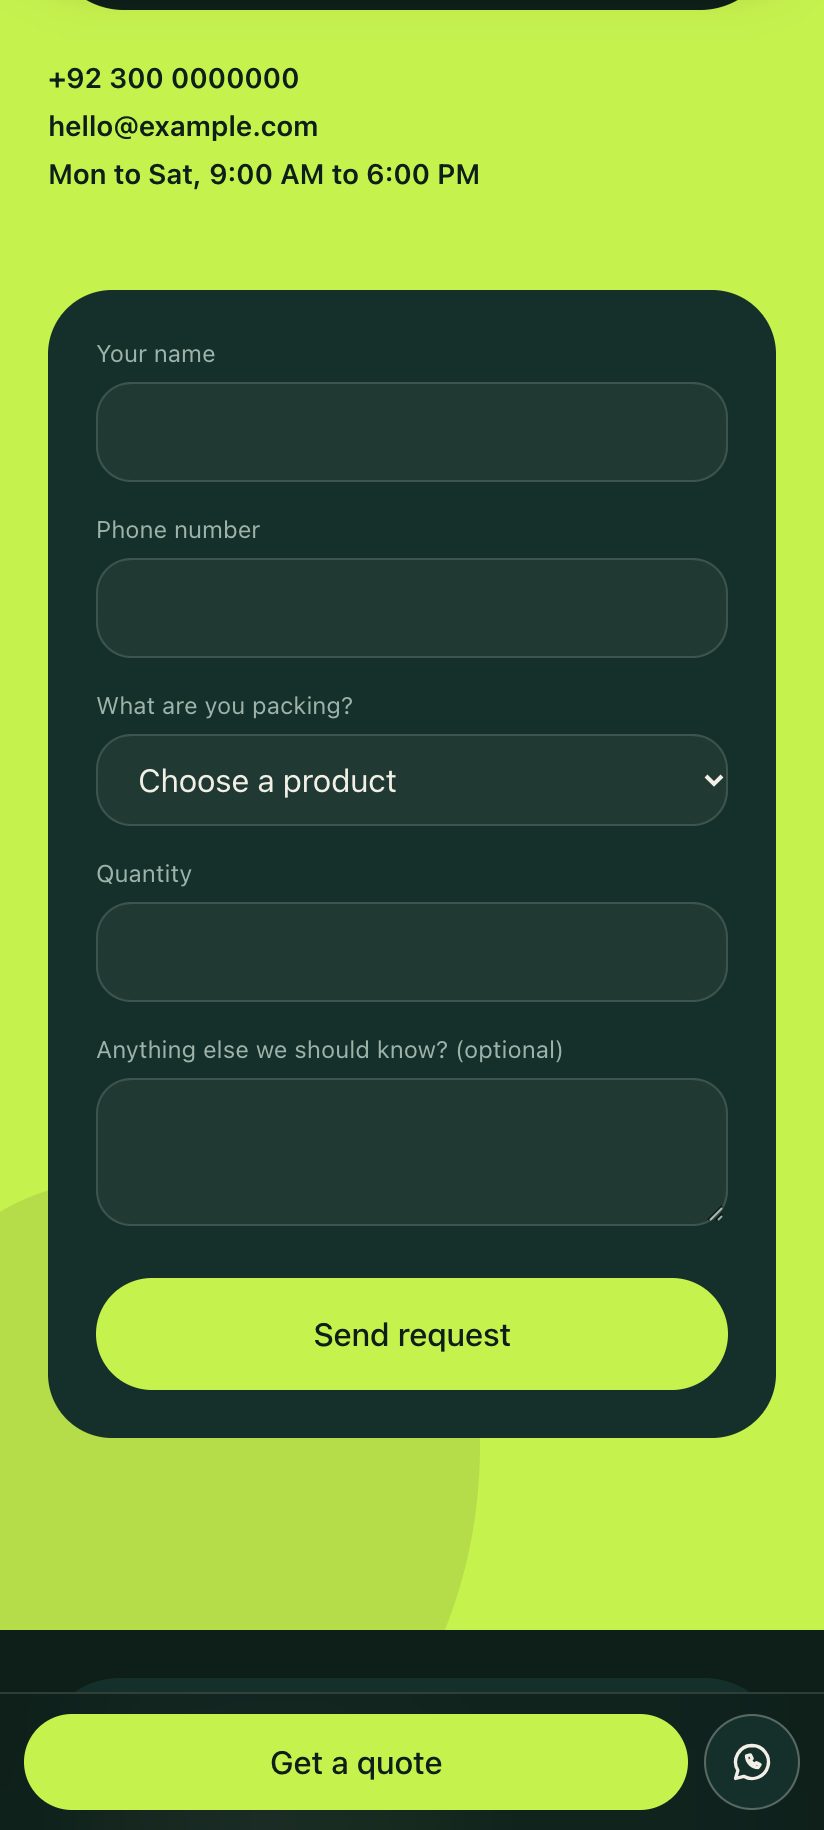 +92 300 0000000
hello@example.com
Mon to Sat, 9:00 AM to 6:00 PM
Your name
Phone number
What are you packing?
Choose a product
Quantity
Anything else we should know? (optional)
Send request
Get a quote